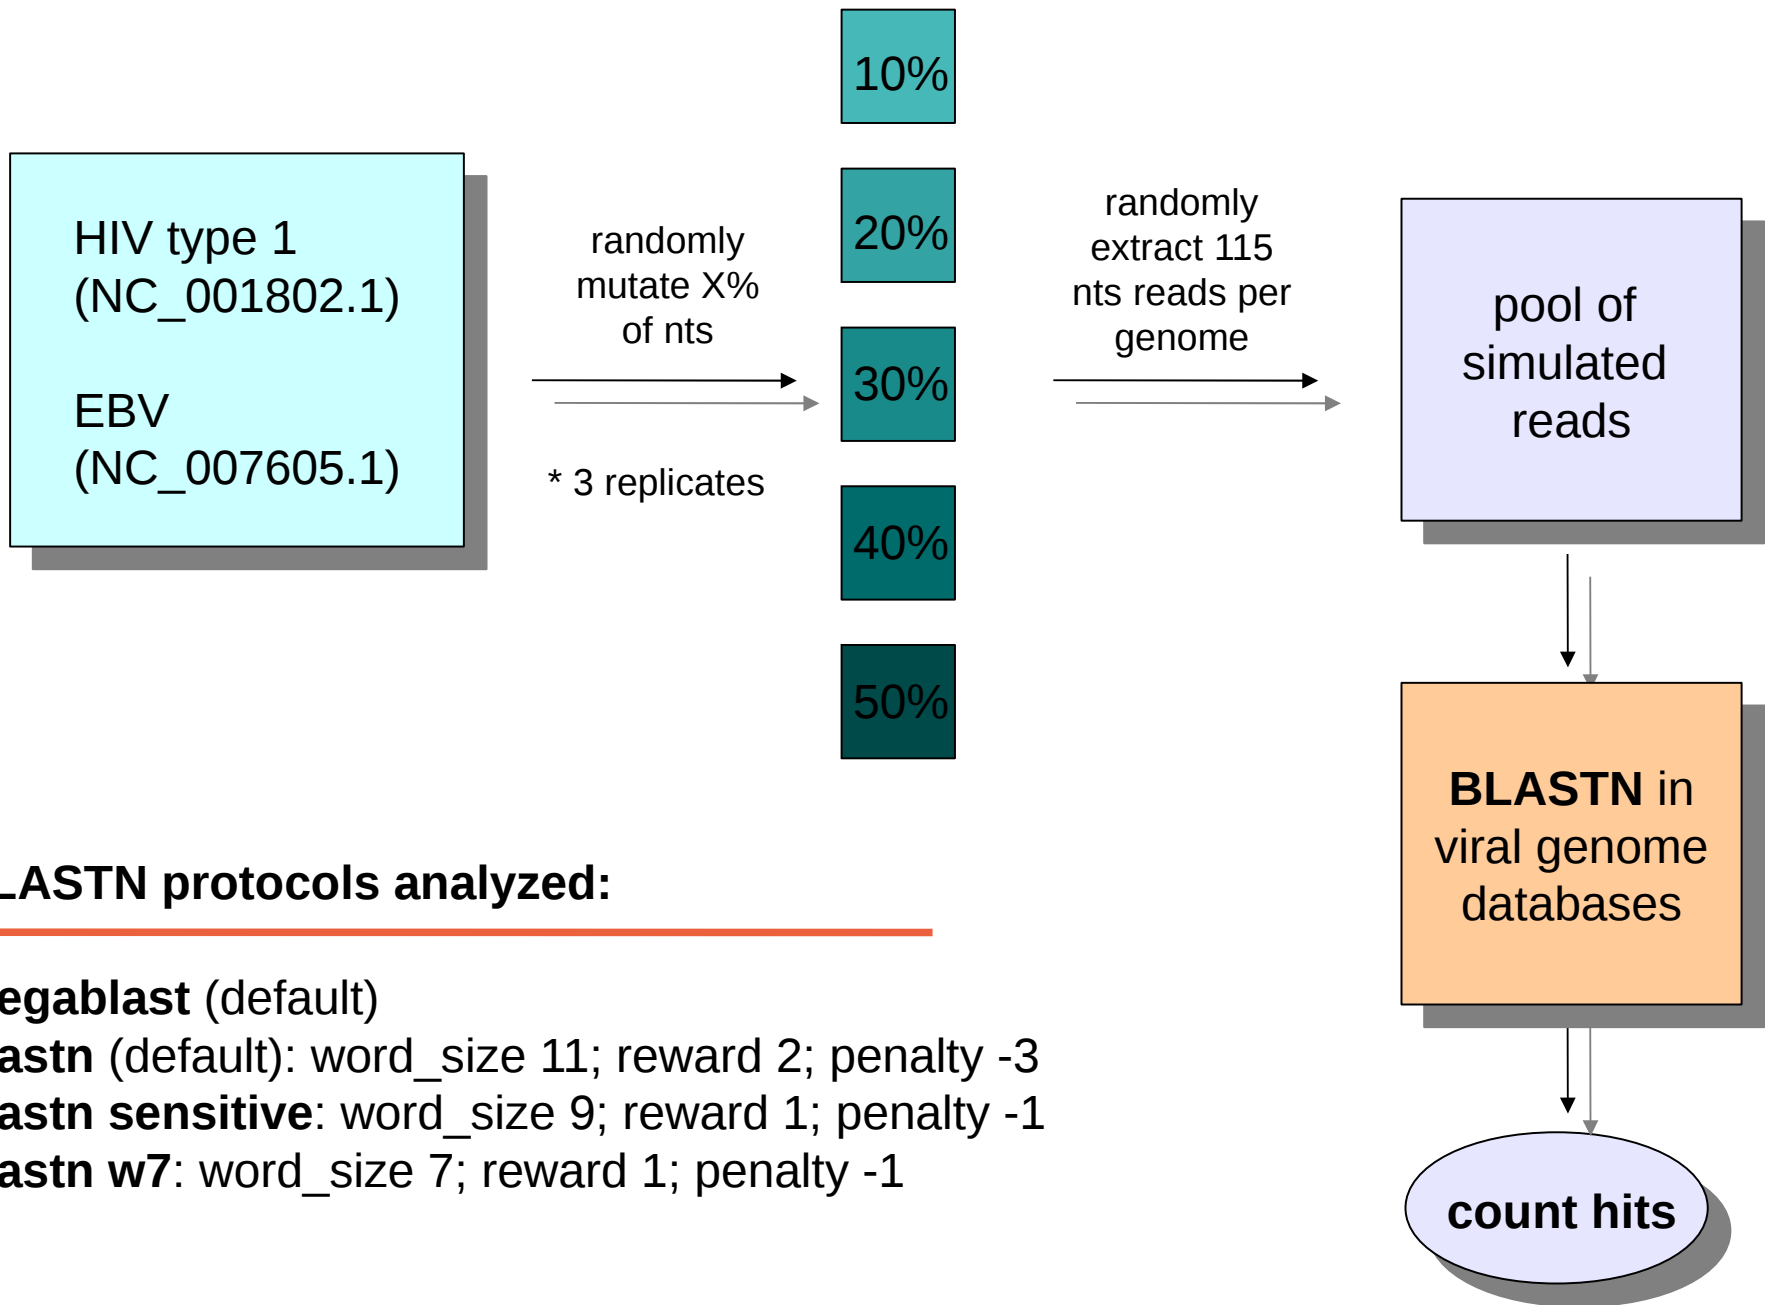 HIV type 1
(NC_001802.1)
EBV
(NC_007605.1)
randomly
mutate X%
of nts
* 3 replicates
10%
20%
30%
40%
50%
randomly
extract 115
nts reads per
genome
pool of
simulated
reads
BLASTN in
viral genome
databases
count hits
LASTN protocols analyzed:
egablast (default)
astn (default): word_size 11; reward 2; penalty -3
astn sensitive: word_size 9; reward 1; penalty -1
astn w7: word_size 7; reward 1; penalty -1